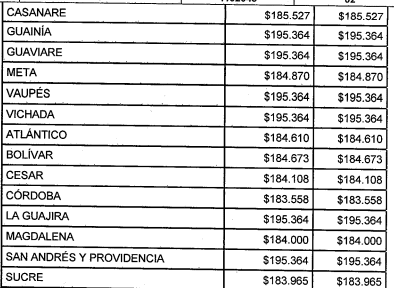 CASANARE $185.527 $185.527
GUAINÍA $195.364 $195.364
GUAVIARE $195.364 $195.364
META $184.870 $184.870
VAUPÉS $195.364 $195.364
VICHADA $195.364 $195.364
ATLÁNTICO $184.610 $184.610
BOLÍVAR $184.673 $184.673
CESAR $184.108 $184.108
CÓRDOBA $183.558 $183.558
LA GUAJIRA $195.364 $195.364
MAGDALENA $184.000 $184.000
SAN ANDRÉS Y PROVIDENCIA $195.364 $195.364
SUCRE $183.965 $183.965